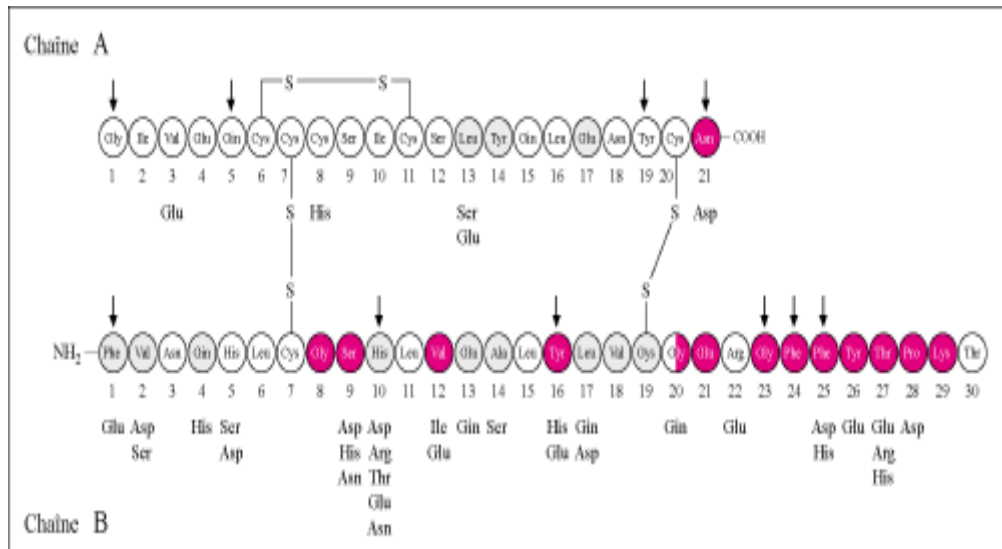 Chaîne A
S S
Gly Ile Val Glu Gln Cys Cys Cys Ser Ile Cys Ser Leu Tyr Gln Leu Glu Asn Tyr Cys Asn COOH
1 2 3 4 5 6 7 8 9 10 11 12 13 14 15 16 17 18 19 20 21
Glu His Ser Asp
Glu
S S
S S
NH2 Phe Val Asn Gln His Leu Cys Gly Ser His Leu Val Glu Ala Leu Tyr Leu Val Cys Gly Glu Arg Gly Phe Phe Tyr Thr Pro Lys Thr
1 2 3 4 5 6 7 8 9 10 11 12 13 14 15 16 17 18 19 20 21 22 23 24 25 26 27 28 29 30
Glu Asp His Ser Asp Asp Ile Gln Ser His Gln Gln Glu Asp Glu Glu Asp
Ser Asp His Arg Glu Glu Asp His Arg
Asn Thr His
Glu
Asn
Chaîne B